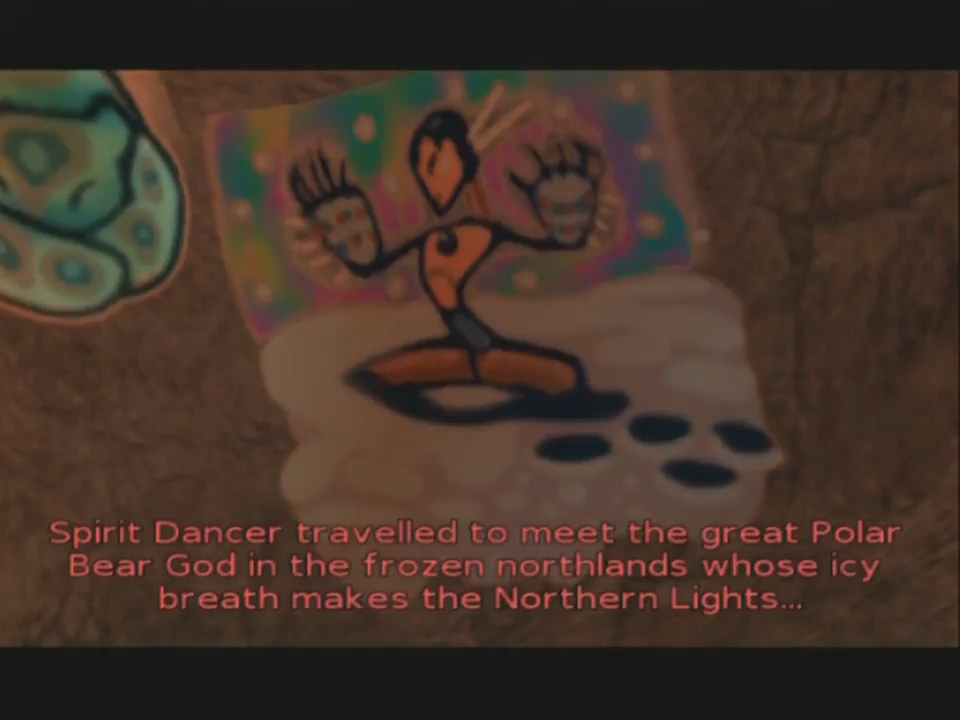 Spirit Dancer travelled to meet the great Polar
Bear God in the frozen northlands whose icy
breath makes the Northern Lights...